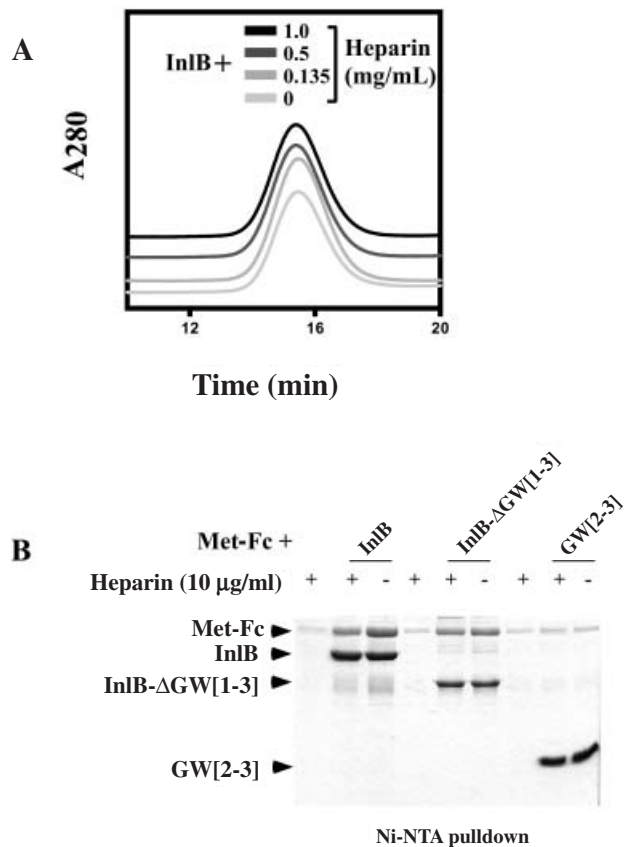 A
InlB +
1.0
0.5
0.135
0
Heparin
(mg/mL)
A280
12 16 20
Time (min)
B
Met-Fc +
InlB
InlB-ΔGW[1-3]
GW[2-3]
Heparin (10 μg/ml) + + - + + - + + -
Met-Fc
InlB
InlB-ΔGW[1-3]
GW[2-3]
Ni-NTA pulldown